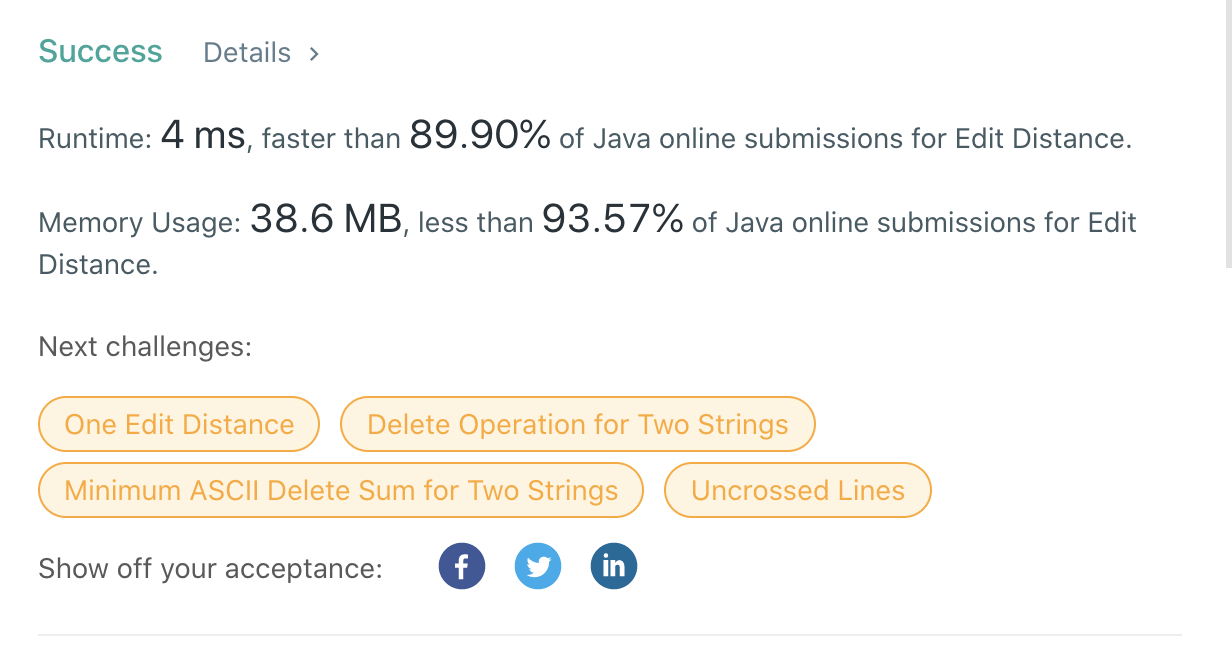 Success Details >
Runtime: 4 ms, faster than 89.90% of Java online submissions for Edit Distance.
Memory Usage: 38.6 MB, less than 93.57% of Java online submissions for Edit
Distance.
Next challenges:
One Edit Distance Delete Operation for Two Strings
Minimum ASCII Delete Sum for Two Strings Uncrossed Lines
Show off your acceptance: f in